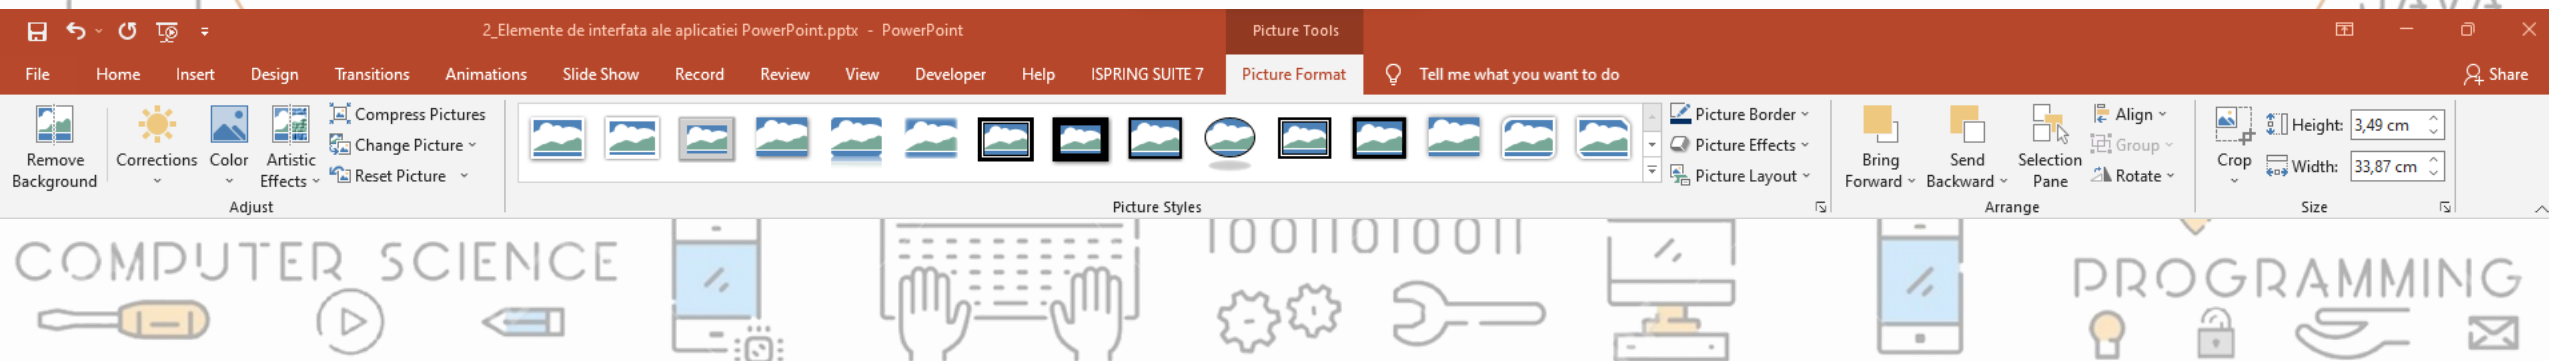 JAVA
2_Elemente de interfata ale aplicatiei PowerPoint.pptx - PowerPoint
Picture Tools
File Home Insert Design Transitions Animations Slide Show Record Review View Developer Help ISPRING SUITE 7 Picture Format Tell me what you want to do Share
Remove Background
Corrections
Color
Artistic Effects
Compress Pictures
Change Picture
Reset Picture
Adjust
Picture Styles
Picture Border
Picture Effects
Picture Layout
Bring Forward
Send Backward
Selection Pane
Align
Group
Rotate
Arrange
Crop
Height: 3,49 cm
Width: 33,87 cm
Size
COMPUTER SCIENCE
1001101001
PROGRAMMING